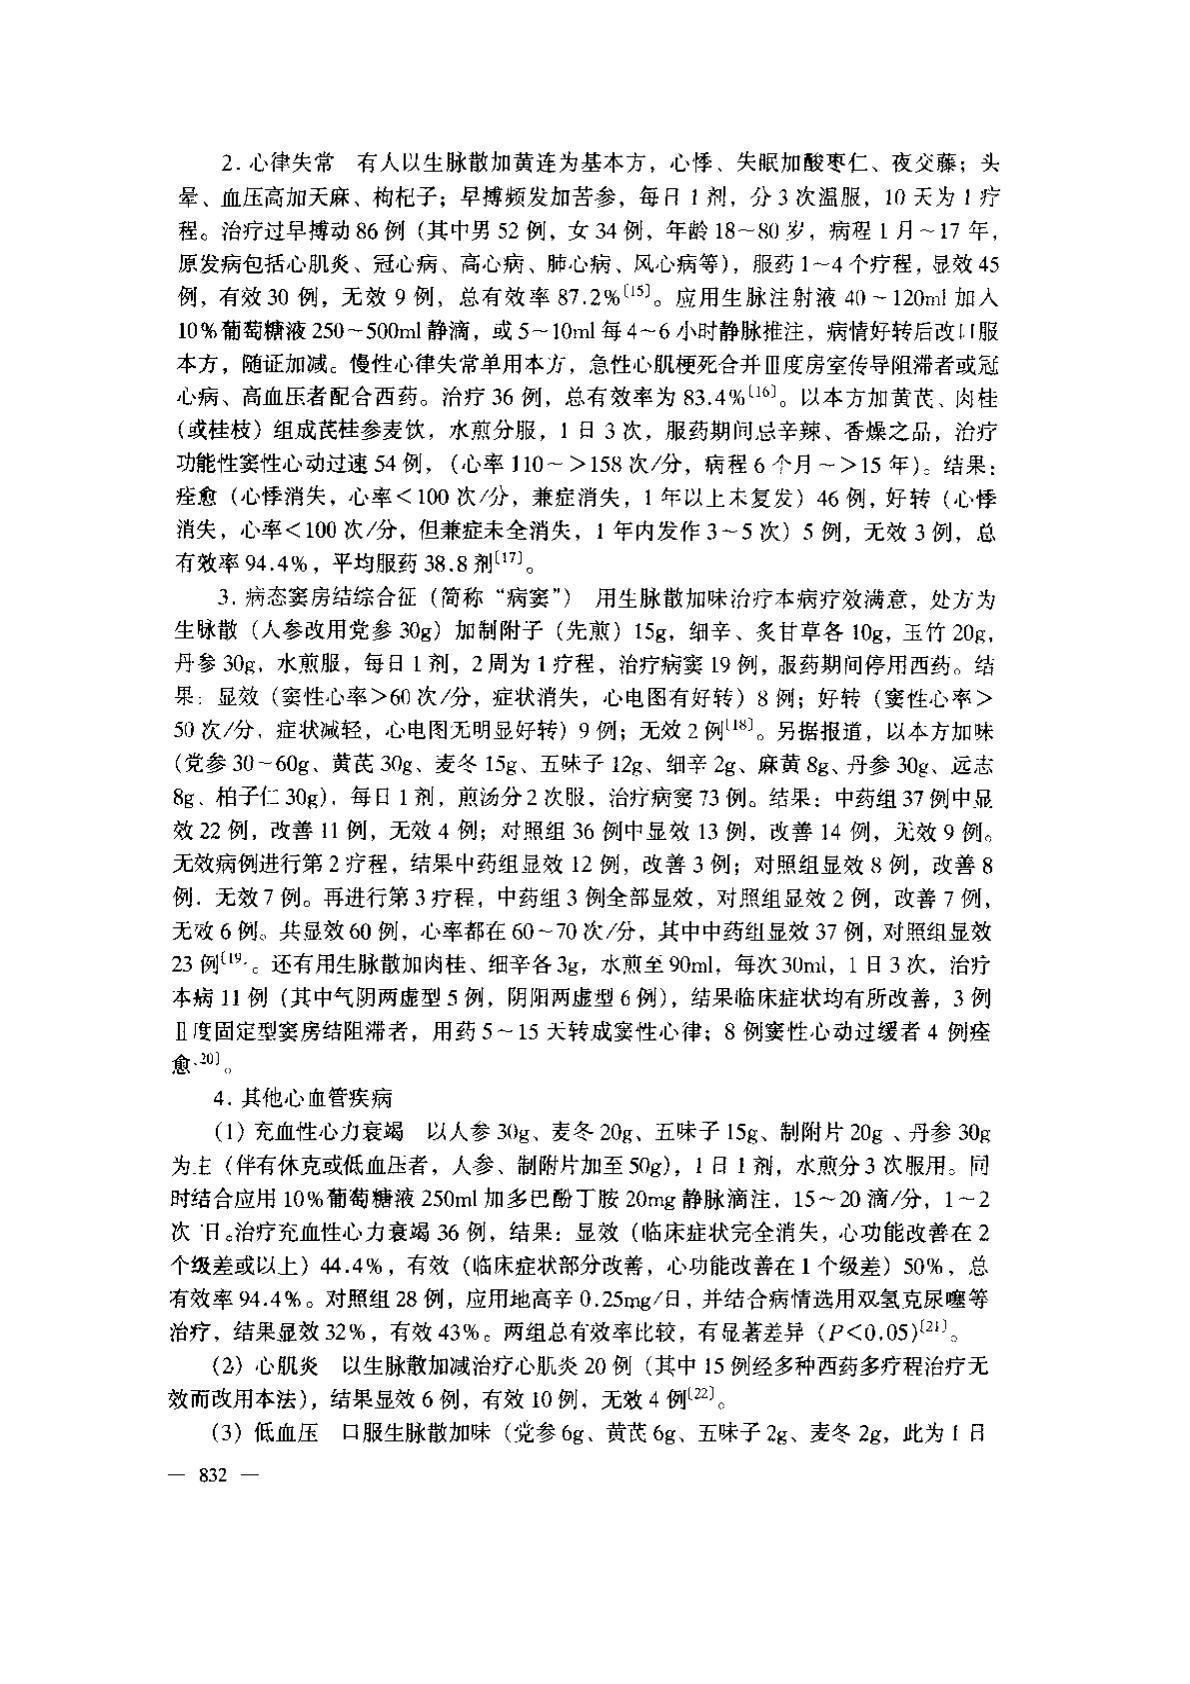 2. 心律失常　有人以生脉散加黄连为基本方，心悸、失眠加酸枣仁、夜交藤；头
晕、血压高加天麻、枸杞子；早搏频发加苦参，每日 1 剂，分 3 次温服，10 天为 1 疗
程。治疗过早搏动 86 例（其中男 52 例，女 34 例，年龄 18～80 岁，病程 1 月～17 年，
原发病包括心肌炎、冠心病、高心病、肺心病、风心病等），服药 1～4 个疗程，显效 45
例，有效 30 例，无效 9 例，总有效率 87.2%〔15〕。应用生脉注射液 40～120ml 加入
10%葡萄糖液 250～500ml 静滴，或 5～10ml 每 4～6 小时静脉推注，病情好转后改口服
本方，随证加减。慢性心律失常单用本方，急性心肌梗死合并Ⅲ度房室传导阻滞者或冠
心病、高血压者配合西药。治疗 36 例，总有效率为 83.4%〔16〕。以本方加黄芪、肉桂
（或桂枝）组成芪桂参麦饮，水煎分服，1 日 3 次，服药期间忌辛辣、香燥之品，治疗
功能性窦性心动过速 54 例，（心率 110～>158 次/分，病程 6 个月～>15 年）。结果：
痊愈（心悸消失，心率<100 次/分，兼症消失，1 年以上未复发）46 例，好转（心悸
消失，心率<100 次/分，但兼症未全消失，1 年内发作 3～5 次）5 例，无效 3 例，总
有效率 94.4%，平均服药 38.8 剂〔17〕。
3. 病态窦房结综合征（简称“病窦”）　用生脉散加味治疗本病疗效满意，处方为
生脉散（人参改用党参 30g）加制附子（先煎）15g，细辛、炙甘草各 10g，玉竹 20g，
丹参 30g，水煎服，每日 1 剂，2 周为 1 疗程，治疗病窦 19 例，服药期间停用西药。结
果：显效（窦性心率>60 次/分，症状消失，心电图有好转）8 例；好转（窦性心率>
50 次/分，症状减轻，心电图无明显好转）9 例；无效 2 例〔18〕。另据报道，以本方加味
（党参 30～60g、黄芪 30g、麦冬 15g、五味子 12g、细辛 2g、麻黄 8g、丹参 30g、远志
8g、柏子仁 30g），每日 1 剂，煎汤分 2 次服，治疗病窦 73 例。结果：中药组 37 例中显
效 22 例，改善 11 例，无效 4 例；对照组 36 例中显效 13 例，改善 14 例，无效 9 例。
无效病例进行第 2 疗程，结果中药组显效 12 例，改善 3 例；对照组显效 8 例，改善 8
例，无效 7 例。再进行第 3 疗程，中药组 3 例全部显效，对照组显效 2 例，改善 7 例，
无效 6 例。共显效 60 例，心率都在 60～70 次/分，其中中药组显效 37 例，对照组显效
23 例〔19〕。还有用生脉散加肉桂、细辛各 3g，水煎至 90ml，每次 30ml，1 日 3 次，治疗
本病 11 例（其中气阴两虚型 5 例，阴阳两虚型 6 例），结果临床症状均有所改善，3 例
Ⅱ度固定型窦房结阻滞者，用药 5～15 天转成窦性心律；8 例窦性心动过缓者 4 例痊
愈〔20〕。
4. 其他心血管疾病
（1）充血性心力衰竭　以人参 30g、麦冬 20g、五味子 15g、制附片 20g 、丹参 30g
为主（伴有休克或低血压者，人参、制附片加至 50g），1 日 1 剂，水煎分 3 次服用。同
时结合应用 10%葡萄糖液 250ml 加多巴酚丁胺 20mg 静脉滴注，15～20 滴/分，1～2
次/日。治疗充血性心力衰竭 36 例，结果：显效（临床症状完全消失，心功能改善在 2
个级差或以上）44.4%，有效（临床症状部分改善，心功能改善在 1 个级差）50%，总
有效率 94.4%。对照组 28 例，应用地高辛 0.25mg/日，并结合病情选用双氢克尿噻等
治疗，结果显效 32%，有效 43%。两组总有效率比较，有显著差异（P<0.05）〔21〕。
（2）心肌炎　以生脉散加减治疗心肌炎 20 例（其中 15 例经多种西药多疗程治疗无
效而改用本法），结果显效 6 例，有效 10 例，无效 4 例〔22〕。
（3）低血压　口服生脉散加味（党参 6g、黄芪 6g、五味子 2g、麦冬 2g，此为 1 日
— 832 —